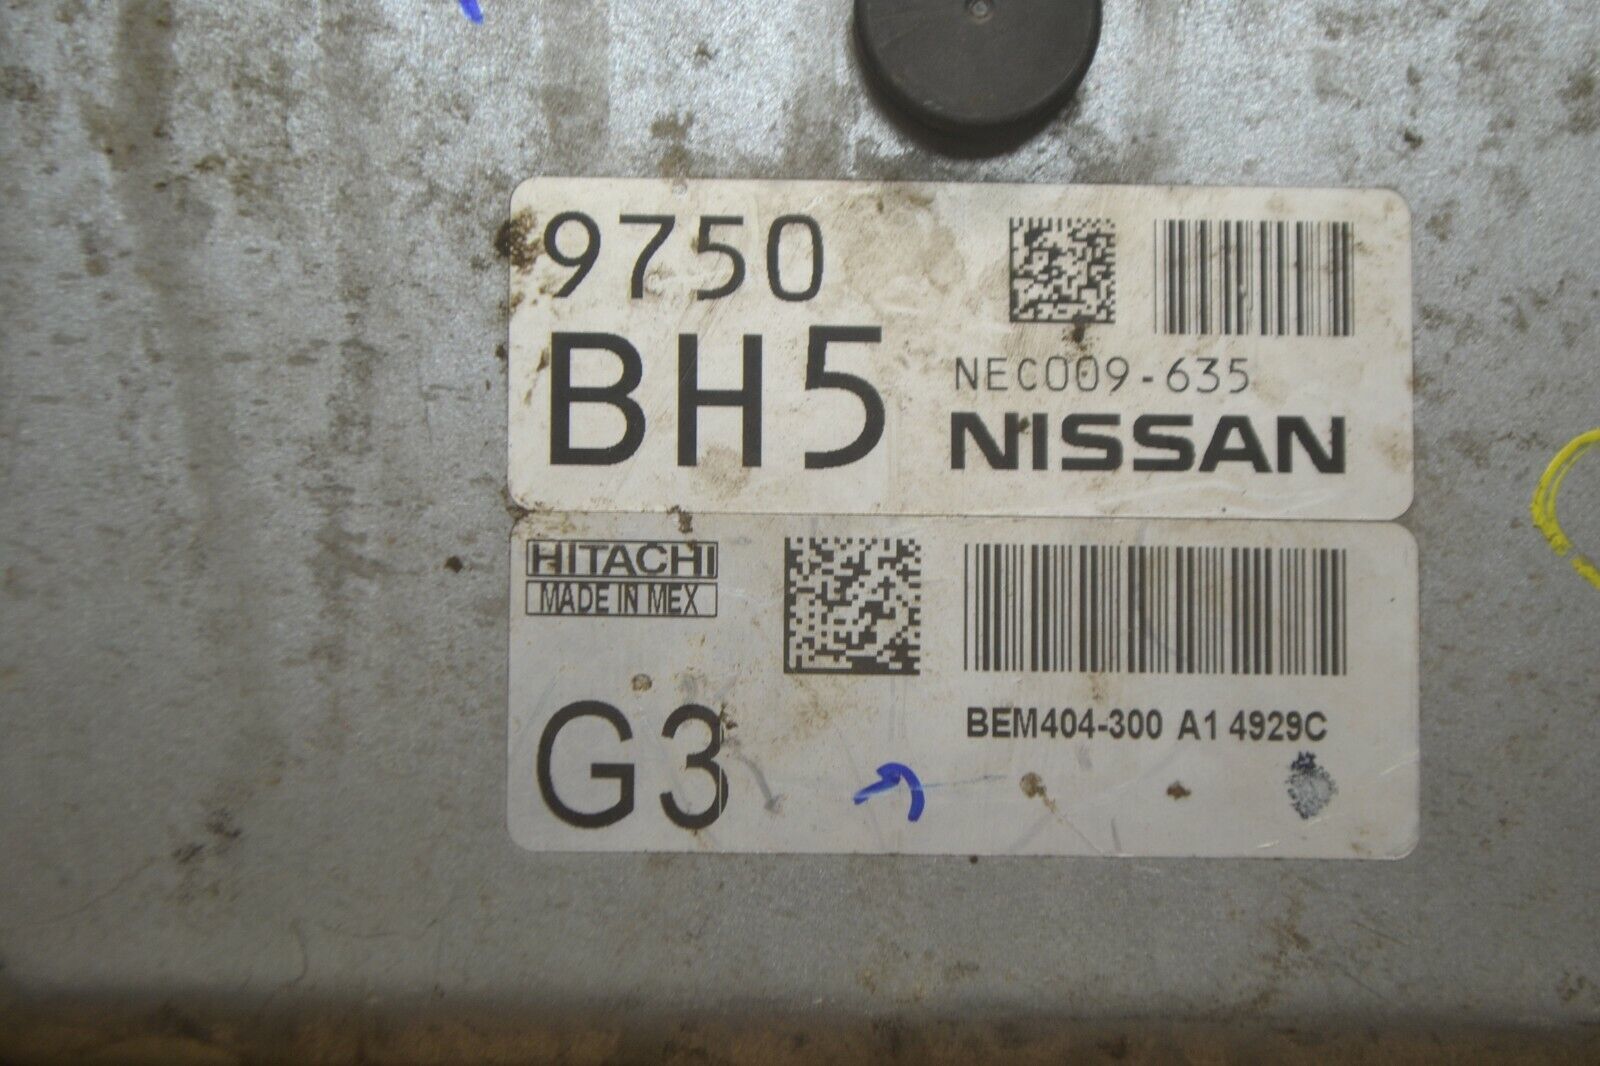 9750
BH5
NEC009-635
NISSAN
HITACHI
MADE IN MEX
G3
BEM404-300 A1 4929C